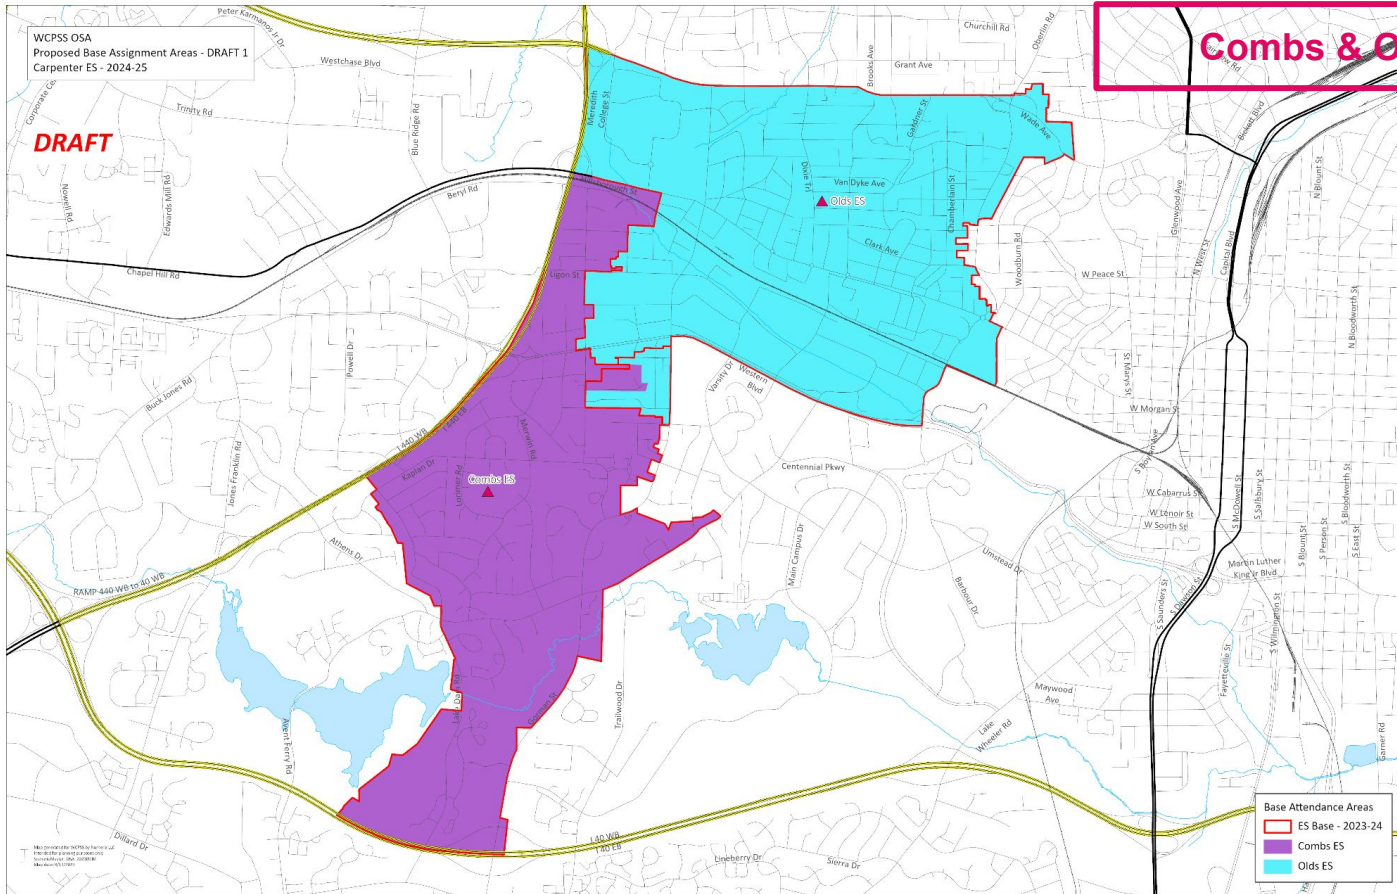 WCPSS OSA
Proposed Base Assignment Areas - DRAFT 1
Carpenter ES - 2024-25
DRAFT
Combs & O
Peter Karmanos Jr Dr
Westchase Blvd
Trinity Rd
Blue Ridge Rd
Nowell Rd
Edwards Mill Rd
Beryl Rd
Chapel Hill Rd
Meredith
College St
Churchill Rd
Oberlin Rd
Brooks Ave
Grant Ave
Gardner St
Wade Ave
Dixie Trl
Van Dyke Ave
Olds ES
Chamberlain St
Clark Ave
Woodburn Rd
Glenwood Ave
N West St
Capital Blvd
N Blount St
W Peace St
N Bloodworth St
Ligon St
Powell Dr
Buck Jones Rd
Jones Franklin Rd
I 440 WB
I 440 EB
Kaplan Dr
Merwin Rd
Lorimer Rd
Combs ES
Varsity Dr
Western
Blvd
St Marys St
W Morgan St
S Boylan Ave
Centennial Pkwy
W Cabarrus St
W Lenoir St
W South St
S McDowell St
S Salisbury St
S Bloodworth St
S Blount St
S Person St
S East St
Martin Luther
King Jr Blvd
Athens Dr
RAMP 440 WB to 40 WB
Main Campus Dr
Umstead Dr
Barbour Dr
S Saunders St
S Dawson St
S Wilmington St
Fayetteville St
Avent Ferry Rd
Gorman St
Trailwood Dr
Maywood
Ave
Lake
Wheeler Rd
Garner Rd
I 40 WB
I 40 EB
Lineberry Dr
Sierra Dr
Dillard Dr
Base Attendance Areas
ES Base - 2023-24
Combs ES
Olds ES